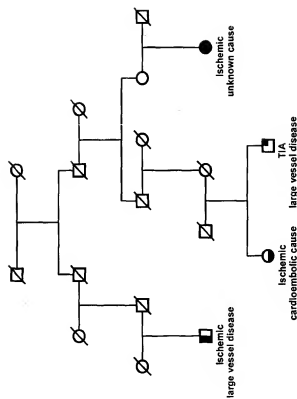 Ischemic
unknown cause
TIA
large vessel disease
Ischemic
cardioembolic cause
Ischemic
large vessel disease